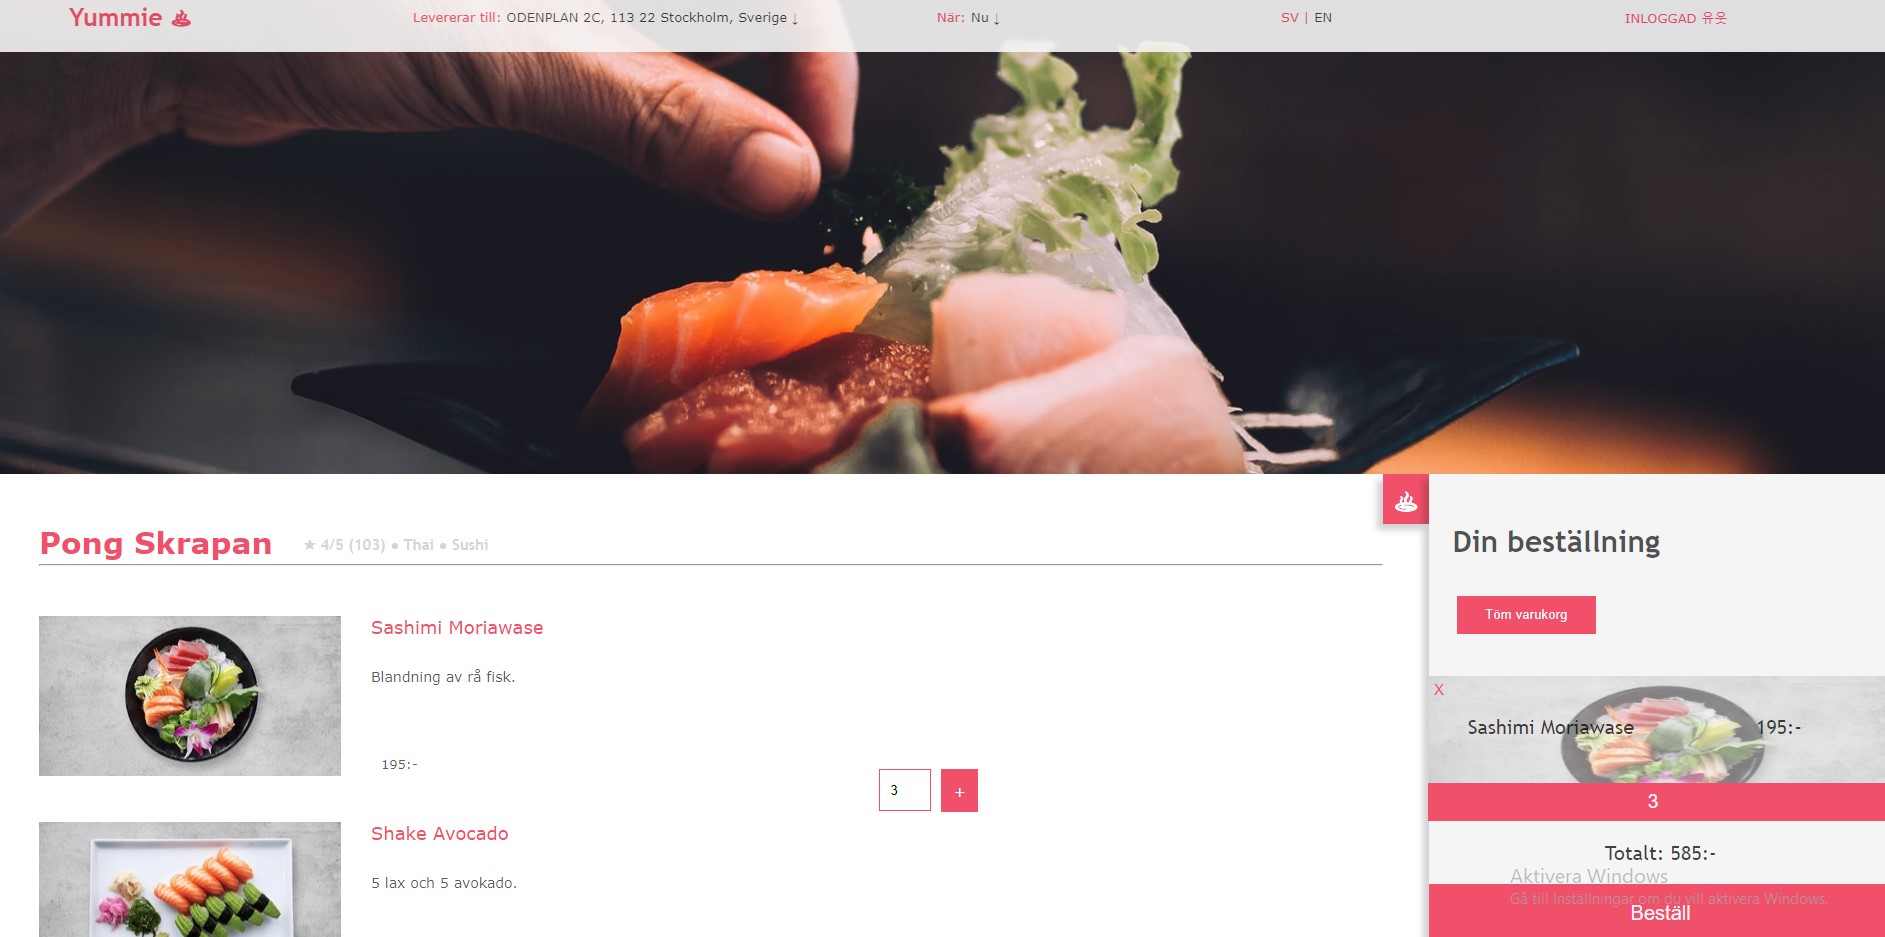 Yummie
Levererar till: ODENPLAN 2C, 113 22 Stockholm, Sverige ↓
När: Nu ↓
SV | EN
INLOGGAD 유웃
Pong Skrapan
★ 4/5 (103) ● Thai ● Sushi
Sashimi Moriawase
Blandning av rå fisk.
195:-
3
+
Shake Avocado
5 lax och 5 avokado.
Din beställning
Töm varukorg
X
Sashimi Moriawase 195:-
3
Totalt: 585:-
Aktivera Windows
Gå till Inställningar om du vill aktivera Windows.
Beställ